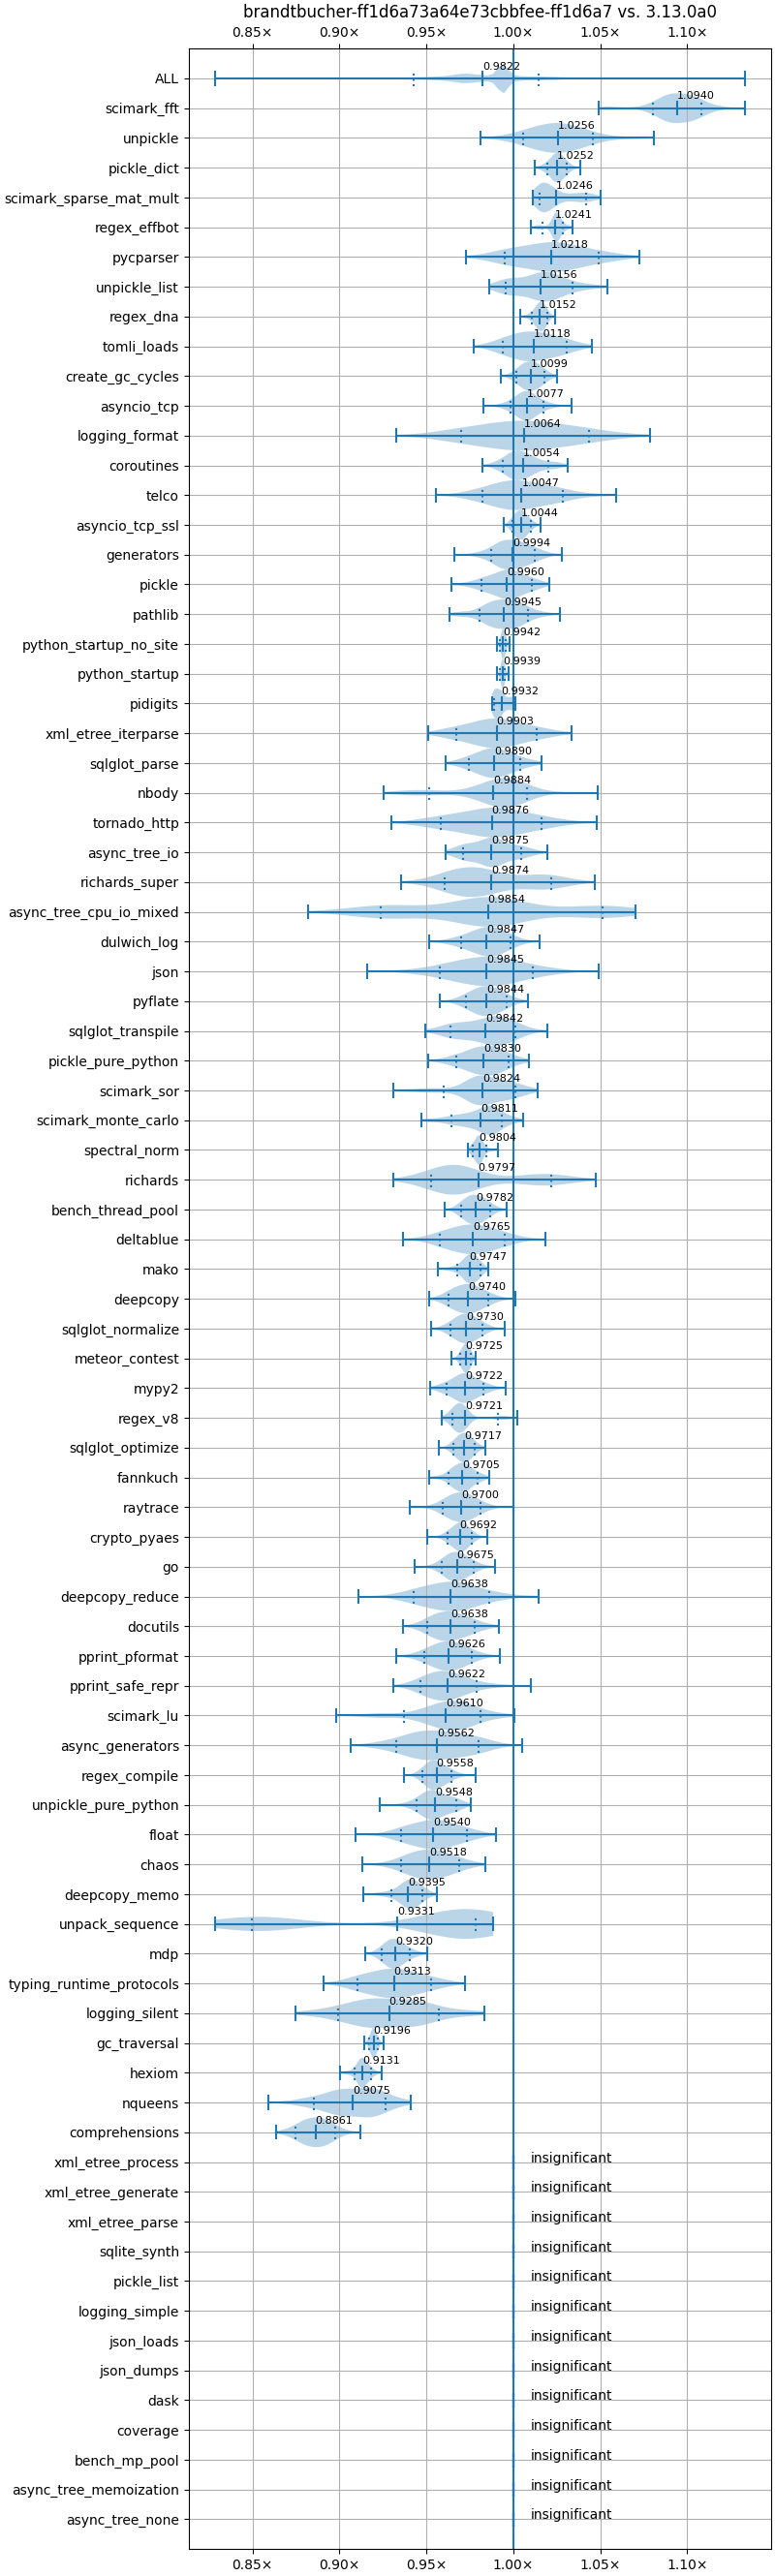 brandtbucher-ff1d6a73a64e73cbbfee-ff1d6a7 vs. 3.13.0a0
0.85× 0.90× 0.95× 1.00× 1.05× 1.10×
ALL 0.9822
scimark_fft 1.0940
unpickle 1.0256
pickle_dict 1.0252
scimark_sparse_mat_mult 1.0246
regex_effbot 1.0241
pycparser 1.0218
unpickle_list 1.0156
regex_dna 1.0152
tomli_loads 1.0118
create_gc_cycles 1.0099
asyncio_tcp 1.0077
logging_format 1.0064
coroutines 1.0054
telco 1.0047
asyncio_tcp_ssl 1.0044
generators 0.9994
pickle 0.9960
pathlib 0.9945
python_startup_no_site 0.9942
python_startup 0.9939
pidigits 0.9932
xml_etree_iterparse 0.9903
sqlglot_parse 0.9890
nbody 0.9884
tornado_http 0.9876
async_tree_io 0.9875
richards_super 0.9874
async_tree_cpu_io_mixed 0.9854
dulwich_log 0.9847
json 0.9845
pyflate 0.9844
sqlglot_transpile 0.9842
pickle_pure_python 0.9830
scimark_sor 0.9824
scimark_monte_carlo 0.9811
spectral_norm 0.9804
richards 0.9797
bench_thread_pool 0.9782
deltablue 0.9765
mako 0.9747
deepcopy 0.9740
sqlglot_normalize 0.9730
meteor_contest 0.9725
mypy2 0.9722
regex_v8 0.9721
sqlglot_optimize 0.9717
fannkuch 0.9705
raytrace 0.9700
crypto_pyaes 0.9692
go 0.9675
deepcopy_reduce 0.9638
docutils 0.9638
pprint_pformat 0.9626
pprint_safe_repr 0.9622
scimark_lu 0.9610
async_generators 0.9562
regex_compile 0.9558
unpickle_pure_python 0.9548
float 0.9540
chaos 0.9518
deepcopy_memo 0.9395
unpack_sequence 0.9331
mdp 0.9320
typing_runtime_protocols 0.9313
logging_silent 0.9285
gc_traversal 0.9196
hexiom 0.9131
nqueens 0.9075
comprehensions 0.8861
xml_etree_process insignificant
xml_etree_generate insignificant
xml_etree_parse insignificant
sqlite_synth insignificant
pickle_list insignificant
logging_simple insignificant
json_loads insignificant
json_dumps insignificant
dask insignificant
coverage insignificant
bench_mp_pool insignificant
async_tree_memoization insignificant
async_tree_none insignificant
0.85× 0.90× 0.95× 1.00× 1.05× 1.10×